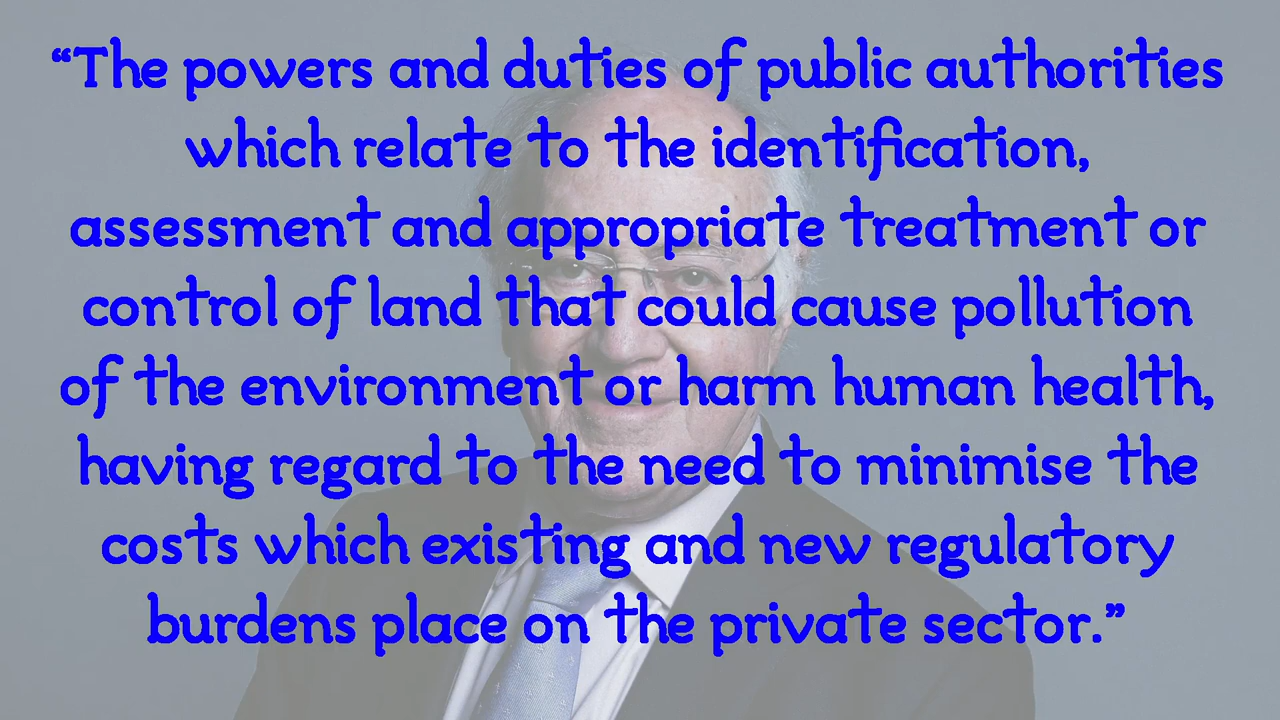 “The powers and duties of public authorities
which relate to the identification,
assessment and appropriate treatment or
control of land that could cause pollution
of the environment or harm human health,
having regard to the need to minimise the
costs which existing and new regulatory
burdens place on the private sector.”